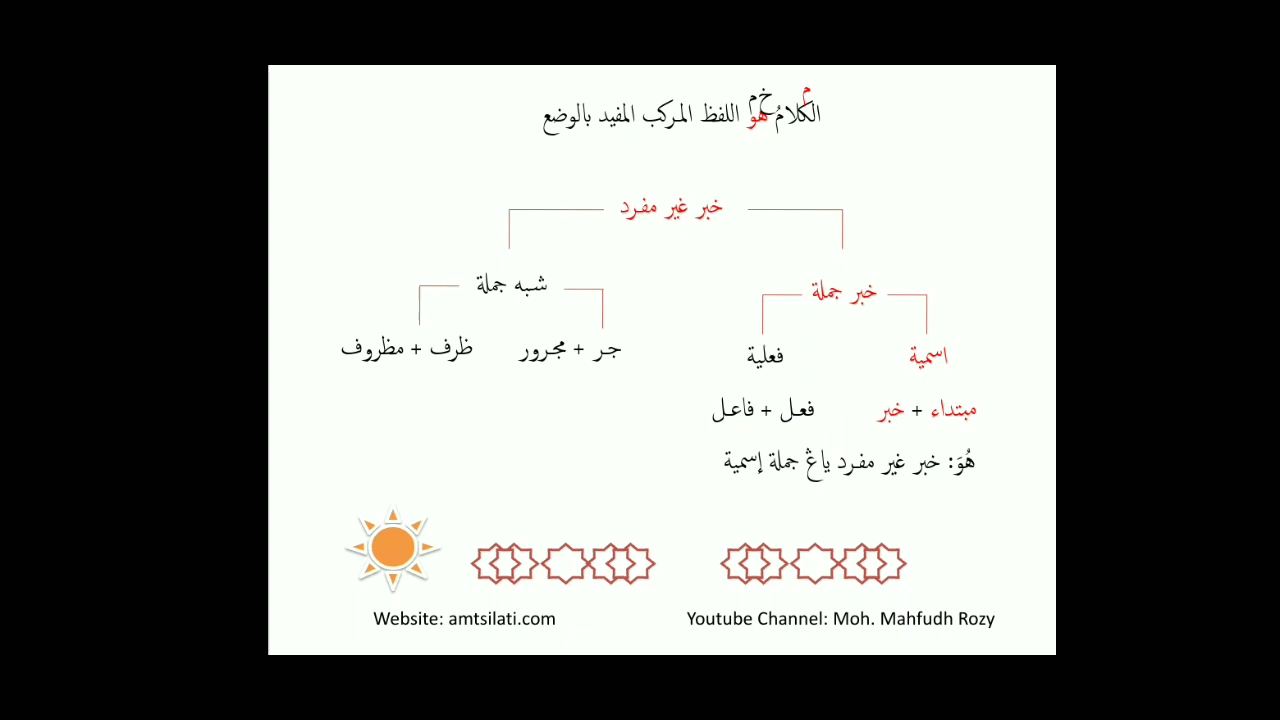 م خ م
الكلامُ هو اللفظ المركب المفيد بالوضع
خبر غير مفرد
خبر جملة
شبه جملة
اسمية
فعلية
جر + مجرور
ظرف + مظروف
مبتداء + خبر
فعل + فاعل
هُوَ: خبر غير مفرد ياڠ جملة إسمية
Website: amtsilati.com
Youtube Channel: Moh. Mahfudh Rozy